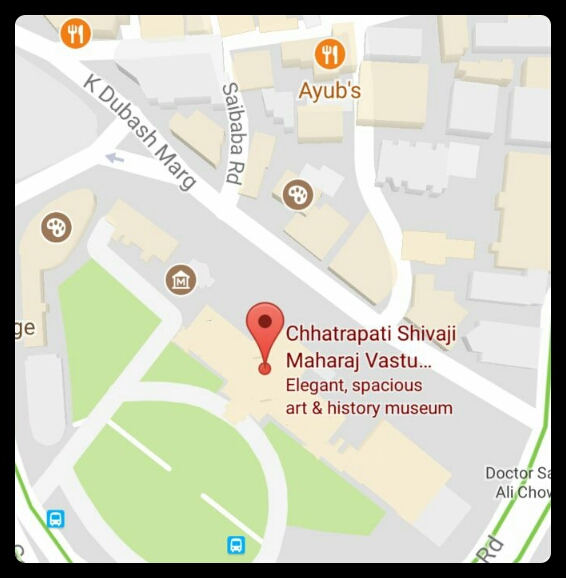 K Dubash Marg
Saibaba Rd
Ayub's
M
ge
Chhatrapati Shivaji
Maharaj Vastu...
Elegant, spacious
art & history museum
Doctor Sa
Ali Chow
Rd